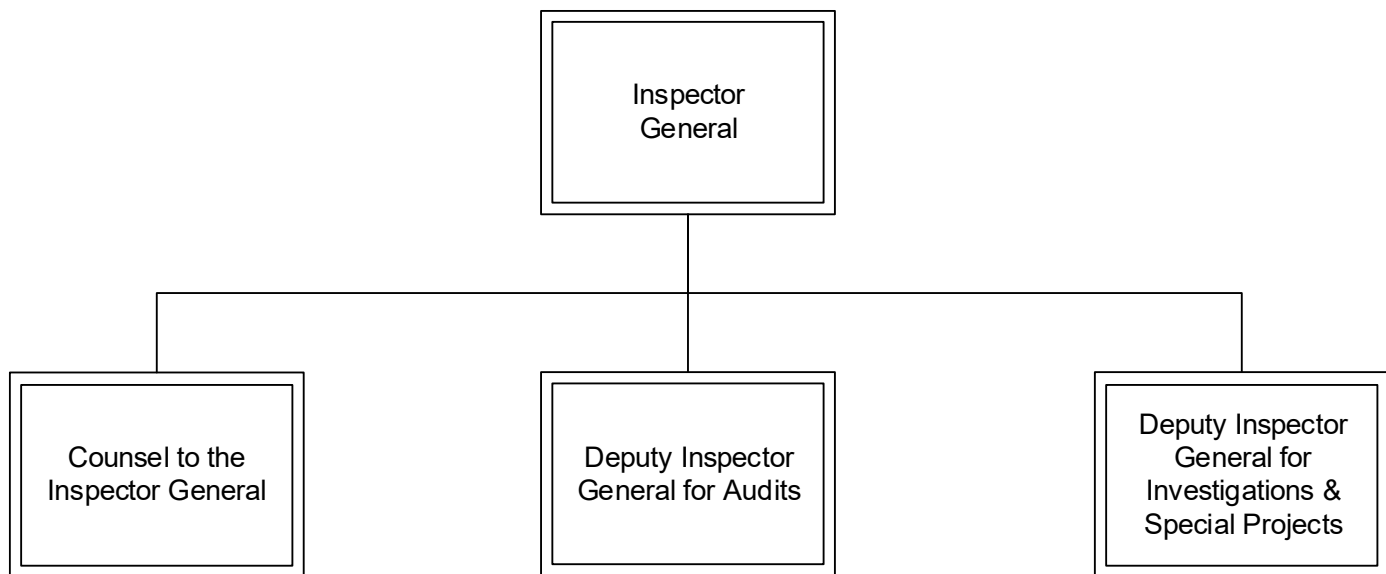 Inspector
General
Counsel to the
Inspector General
Deputy Inspector
General for Audits
Deputy Inspector
General for
Investigations &
Special Projects